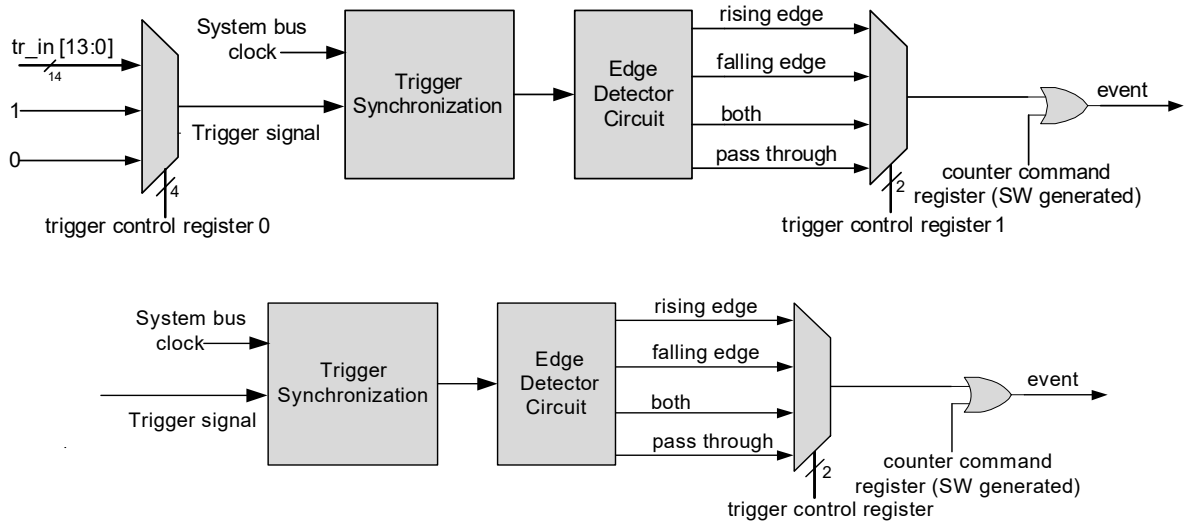 System bus
clock
tr_in [13:0]
14
1
0
Trigger signal
4
trigger control register 0
Trigger
Synchronization
Edge
Detector
Circuit
rising edge
falling edge
both
pass through
2
trigger control register 1
event
counter command
register (SW generated)
System bus
clock
Trigger signal
Trigger
Synchronization
Edge
Detector
Circuit
rising edge
falling edge
both
pass through
2
trigger control register
event
counter command
register (SW generated)